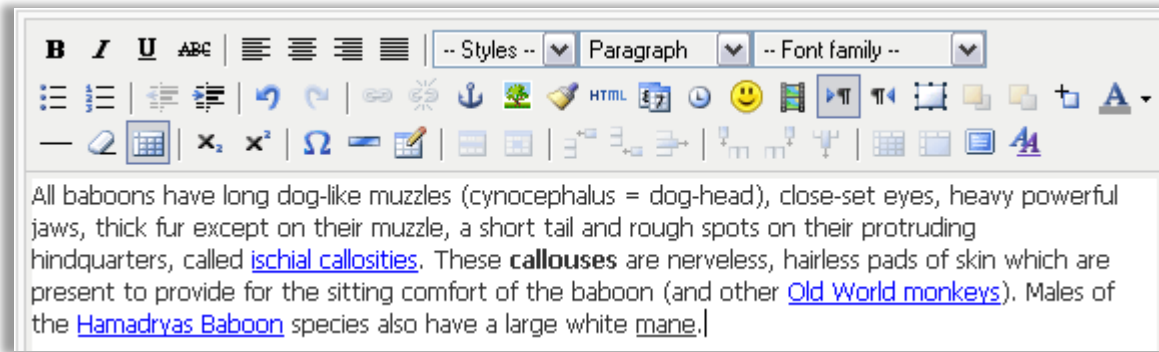 B I U ABC -- Styles -- Paragraph -- Font family --
HTML A
x₂ x² Ω A
All baboons have long dog-like muzzles (cynocephalus = dog-head), close-set eyes, heavy powerful
jaws, thick fur except on their muzzle, a short tail and rough spots on their protruding
hindquarters, called ischial callosities. These callouses are nerveless, hairless pads of skin which are
present to provide for the sitting comfort of the baboon (and other Old World monkeys). Males of
the Hamadryas Baboon species also have a large white mane.